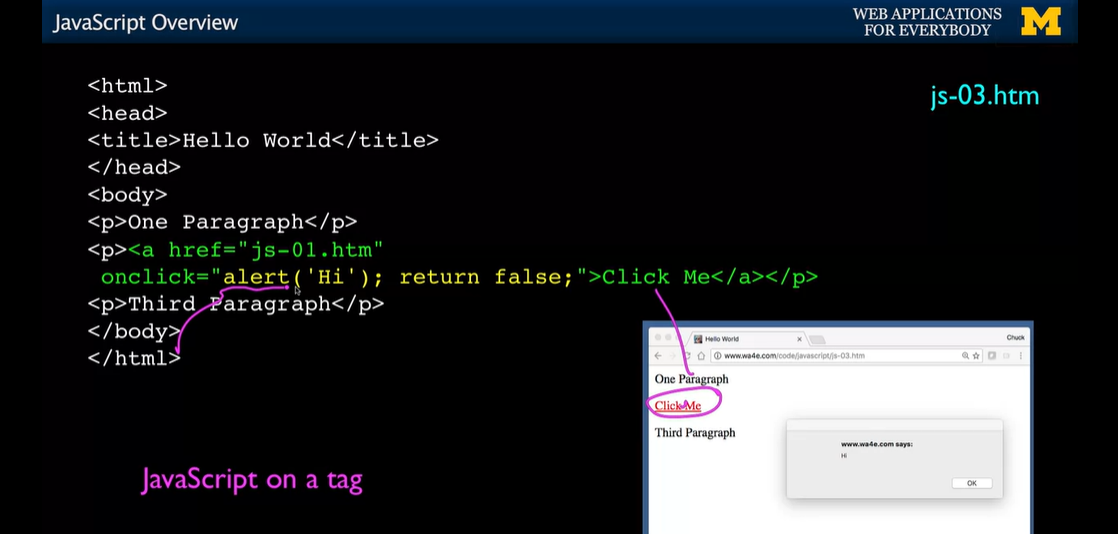 JavaScript Overview
WEB APPLICATIONS
FOR EVERYBODY
M
js-03.htm
<html>
<head>
<title>Hello World</title>
</head>
<body>
<p>One Paragraph</p>
<p><a href="js-01.htm"
onclick="alert('Hi'); return false;">Click Me</a></p>
<p>Third Paragraph</p>
</body>
</html>
JavaScript on a tag
Hello World
Chuck
www.wa4e.com/code/javascript/js-03.htm
One Paragraph
Click Me
Third Paragraph
www.wa4e.com says:
Hi
OK